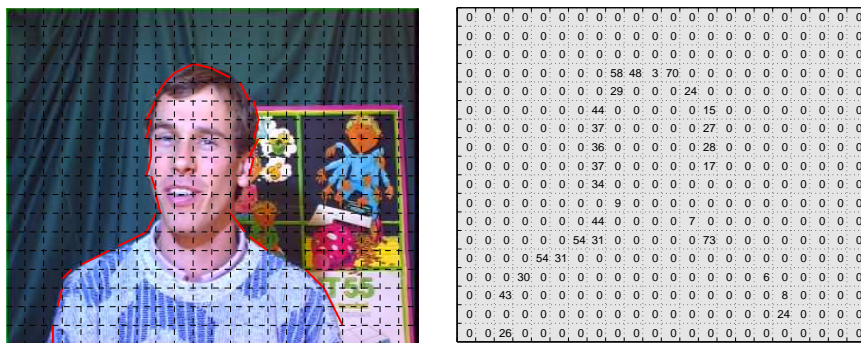 TSS
0 0 0 0 0 0 0 0 0 0 0 0 0 0 0 0 0 0 0 0 0 0
0 0 0 0 0 0 0 0 0 0 0 0 0 0 0 0 0 0 0 0 0 0
0 0 0 0 0 0 0 0 0 0 0 0 0 0 0 0 0 0 0 0 0 0
0 0 0 0 0 0 0 0 58 48 3 70 0 0 0 0 0 0 0 0 0 0
0 0 0 0 0 0 0 0 29 0 0 0 24 0 0 0 0 0 0 0 0 0
0 0 0 0 0 0 0 44 0 0 0 0 0 15 0 0 0 0 0 0 0 0
0 0 0 0 0 0 0 37 0 0 0 0 0 27 0 0 0 0 0 0 0 0
0 0 0 0 0 0 0 36 0 0 0 0 0 28 0 0 0 0 0 0 0 0
0 0 0 0 0 0 0 37 0 0 0 0 0 17 0 0 0 0 0 0 0 0
0 0 0 0 0 0 0 34 0 0 0 0 0 0 0 0 0 0 0 0 0 0
0 0 0 0 0 0 0 0 9 0 0 0 0 0 0 0 0 0 0 0 0 0
0 0 0 0 0 0 0 44 0 0 0 0 7 0 0 0 0 0 0 0 0 0
0 0 0 0 0 0 54 31 0 0 0 0 0 73 0 0 0 0 0 0 0 0
0 0 0 0 54 31 0 0 0 0 0 0 0 0 0 0 0 0 0 0 0 0
0 0 0 30 0 0 0 0 0 0 0 0 0 0 0 0 6 0 0 0 0 0
0 0 43 0 0 0 0 0 0 0 0 0 0 0 0 0 0 8 0 0 0 0
0 0 0 0 0 0 0 0 0 0 0 0 0 0 0 0 0 24 0 0 0 0
0 0 26 0 0 0 0 0 0 0 0 0 0 0 0 0 0 0 0 0 0 0